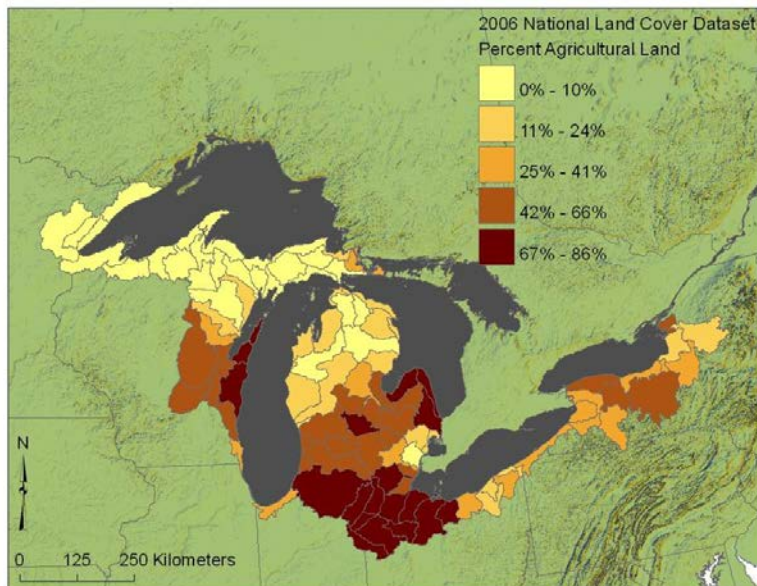 2006 National Land Cover Dataset
Percent Agricultural Land
0% - 10%
11% - 24%
25% - 41%
42% - 66%
67% - 86%
N
0 125 250 Kilometers